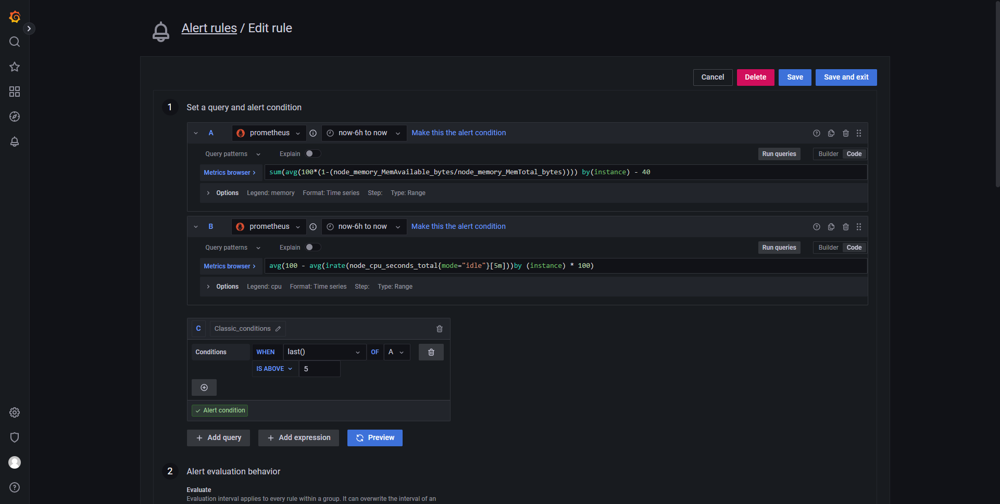 Alert rules / Edit rule
Cancel Delete Save Save and exit
1 Set a query and alert condition
A prometheus now-6h to now Make this the alert condition
Query patterns Explain Run queries Builder Code
Metrics browser > sum(avg(100*(1-(node_memory_MemAvailable_bytes/node_memory_MemTotal_bytes)))) by(instance) - 40
> Options Legend: memory Format: Time series Step: Type: Range
B prometheus now-6h to now Make this the alert condition
Query patterns Explain Run queries Builder Code
Metrics browser > avg(100 - avg(irate(node_cpu_seconds_total{mode="idle"}[5m]))by (instance) * 100)
> Options Legend: cpu Format: Time series Step: Type: Range
C Classic_conditions
Conditions WHEN last() OF A
IS ABOVE 5
Alert condition
+ Add query + Add expression Preview
2 Alert evaluation behavior
Evaluate
Evaluation interval applies to every rule within a group. It can overwrite the interval of an